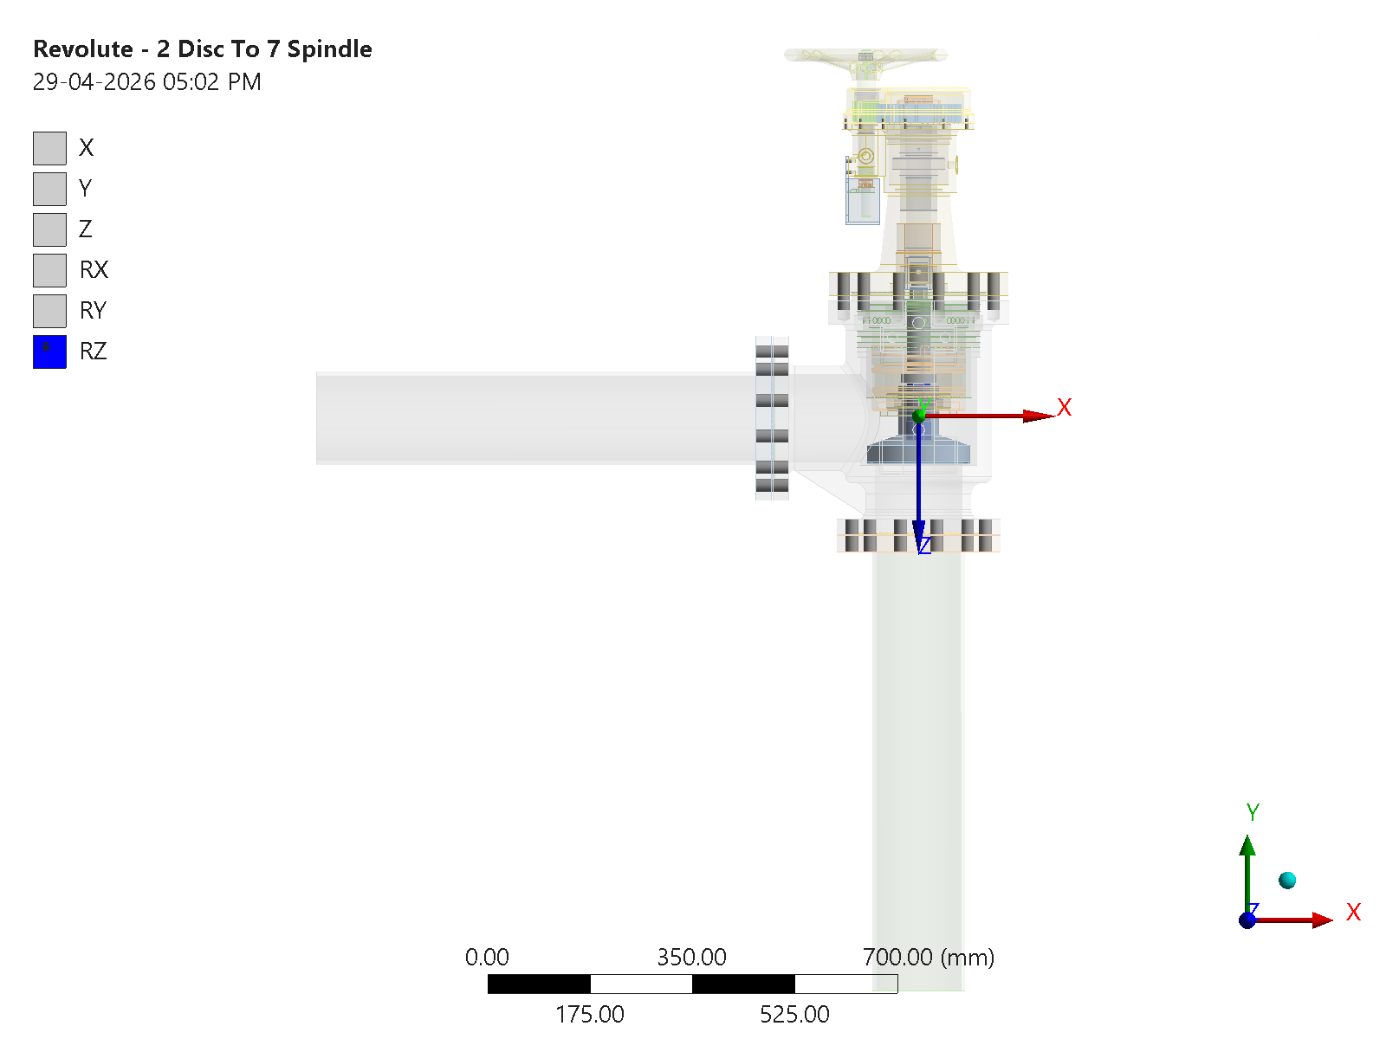 Revolute - 2 Disc To 7 Spindle
29-04-2026 05:02 PM
X
Y
Z
RX
RY
* RZ
Y
X
Z
Y
Z
X
0.00 350.00 700.00 (mm)
175.00 525.00